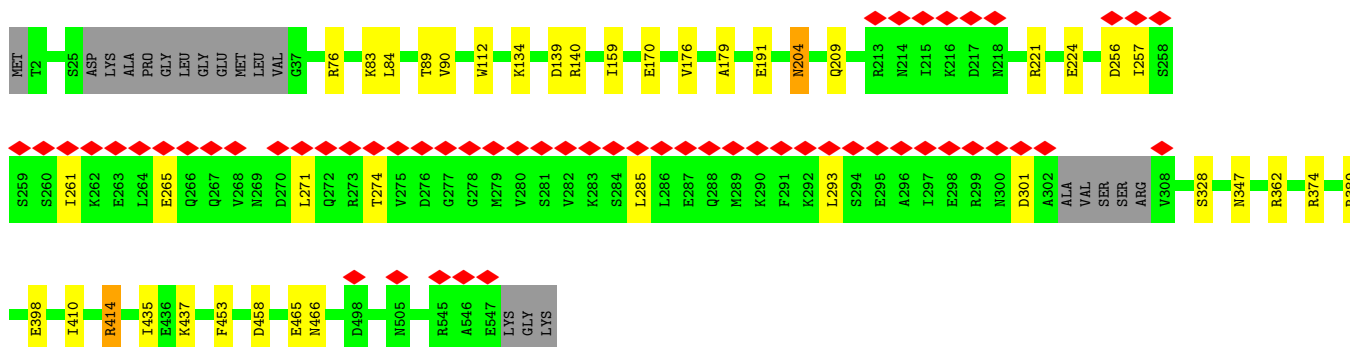 MET T2 S25 ASP LYS ALA PRO GLY LEU GLY GLU MET LEU VAL G37 R76 K83 L84 T89 V90 W112 K134 D139 R140 I159 E170 V176 A179 E191 N204 Q209 R213 N214 I215 K216 D217 N218 R221 E224 D256 I257 S258
S259 S260 I261 K262 E263 L264 E265 Q266 Q267 V268 N269 D270 L271 Q272 R273 T274 V275 D276 G277 G278 M279 V280 S281 V282 K283 S284 L285 L286 E287 Q288 M289 K290 F291 K292 L293 S294 E295 A296 I297 E298 R299 N300 D301 A302 ALA VAL SER SER ARG V308 S328 N347 R362 R374
E398 I410 R414 I435 E436 K437 F453 D458 E465 N466 D498 N505 R545 A546 E547 LYS GLY LYS